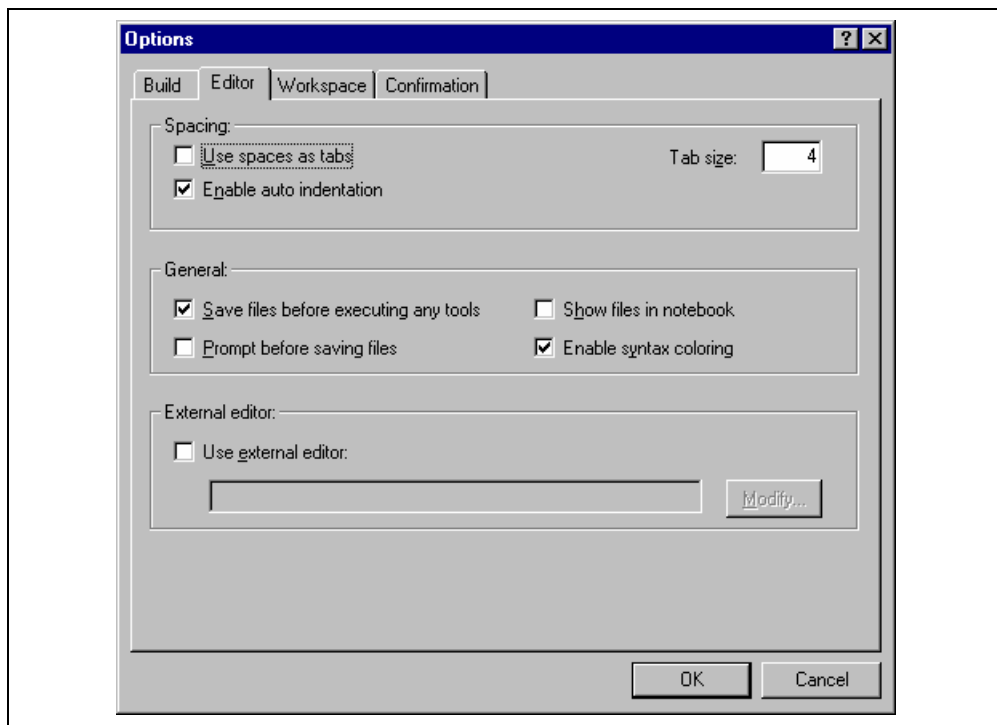 Options
Build Editor Workspace Confirmation
Spacing:
Use spaces as tabs Tab size: 4
Enable auto indentation
General:
Save files before executing any tools Show files in notebook
Prompt before saving files Enable syntax coloring
External editor:
Use external editor:
Modify...
OK Cancel